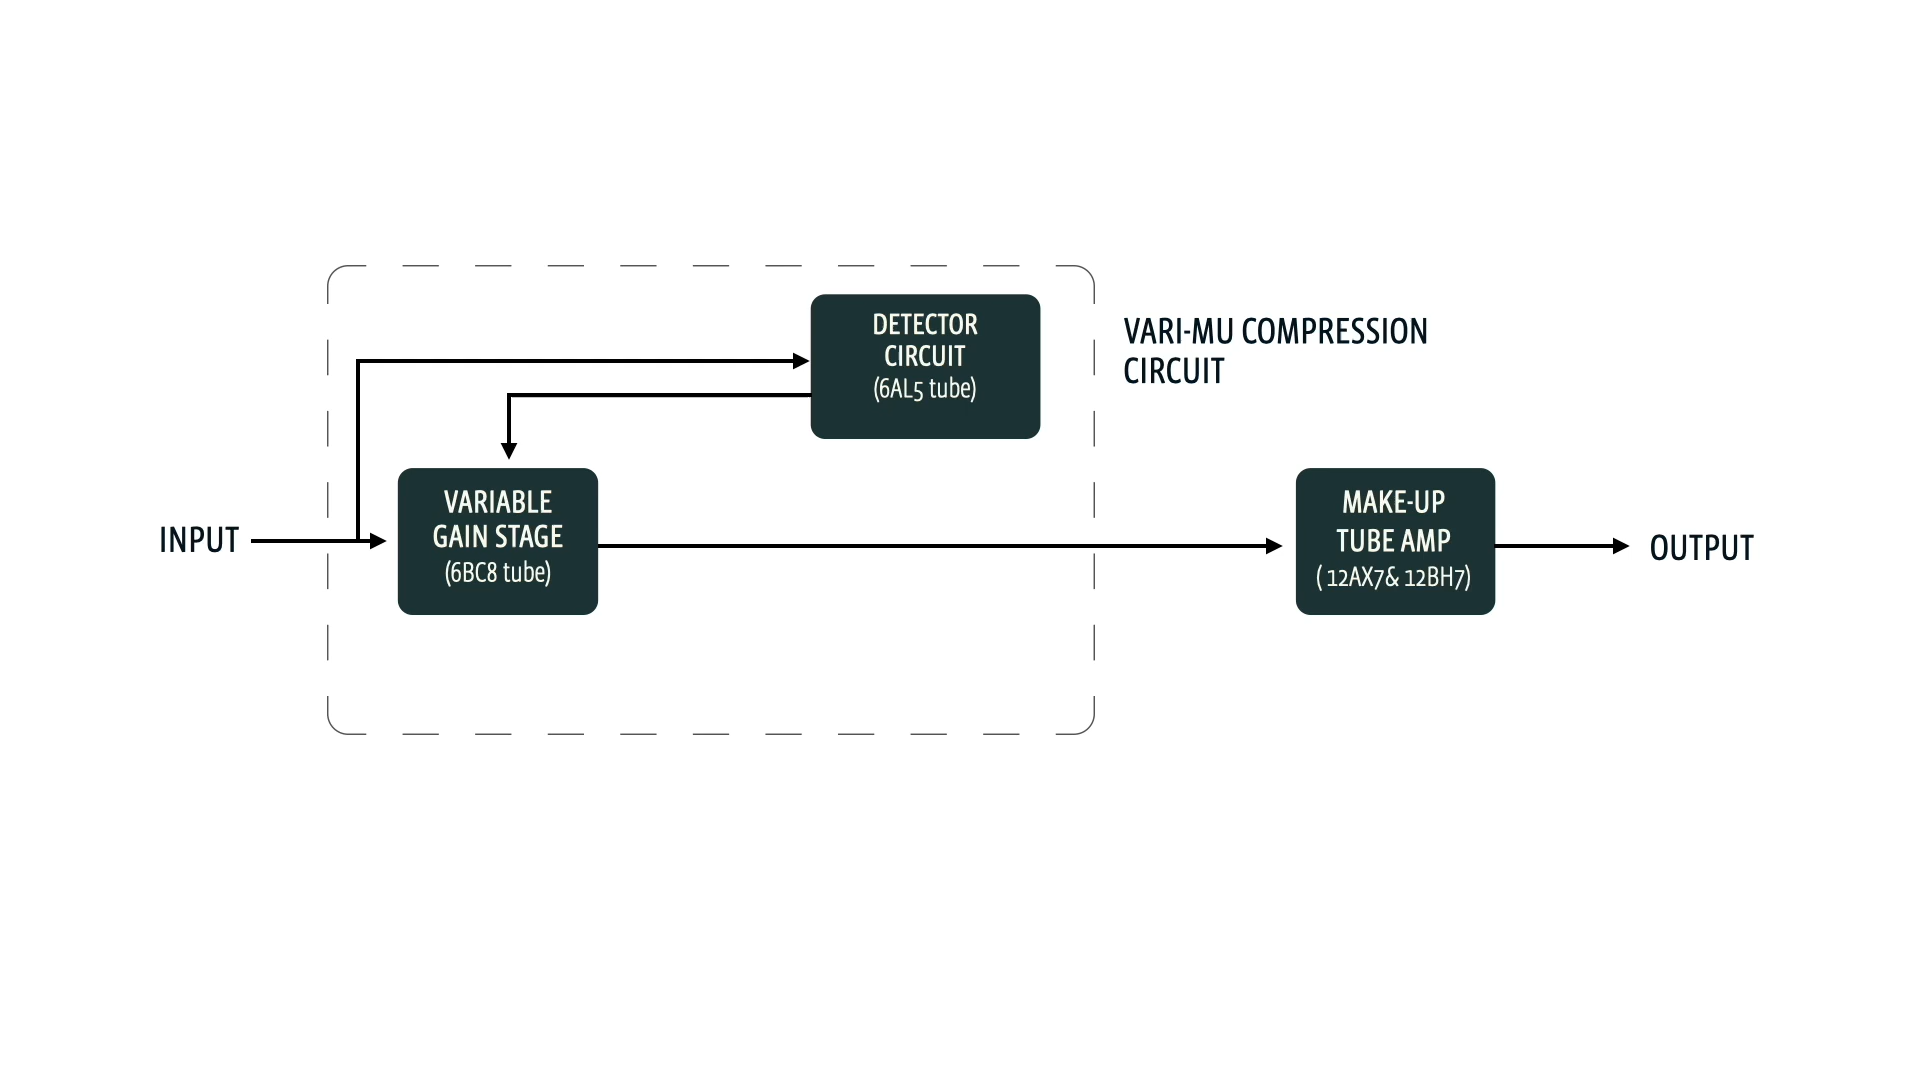 DETECTOR
CIRCUIT
(6AL5 tube)
VARI-MU COMPRESSION
CIRCUIT
INPUT
VARIABLE
GAIN STAGE
(6BC8 tube)
MAKE-UP
TUBE AMP
( 12AX7& 12BH7)
OUTPUT